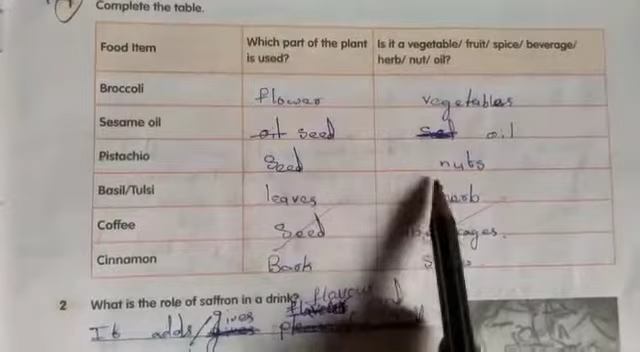 Complete the table.
Food Item
Which part of the plant is used?
Is it a vegetable/ fruit/ spice/ beverage/ herb/ nut/ oil?
Broccoli flower vegetables
Sesame oil seed oil
Pistachio seed nuts
Basil/Tulsi leaves
Coffee seed
Cinnamon Bark
2 What is the role of saffron in a drink? flavour
It adds/gives